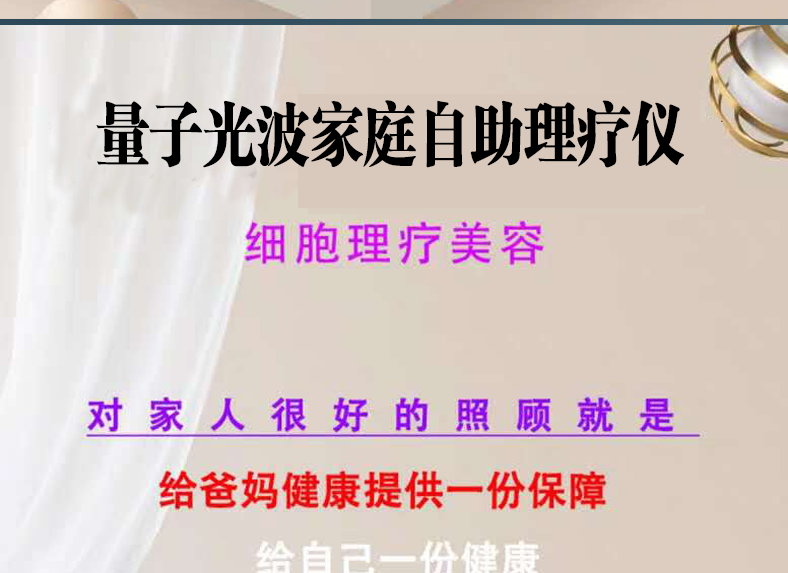 量子光波家庭自助理疗仪
细胞理疗美容
对家人很好的照顾就是
给爸妈健康提供一份保障
给自己一份健康